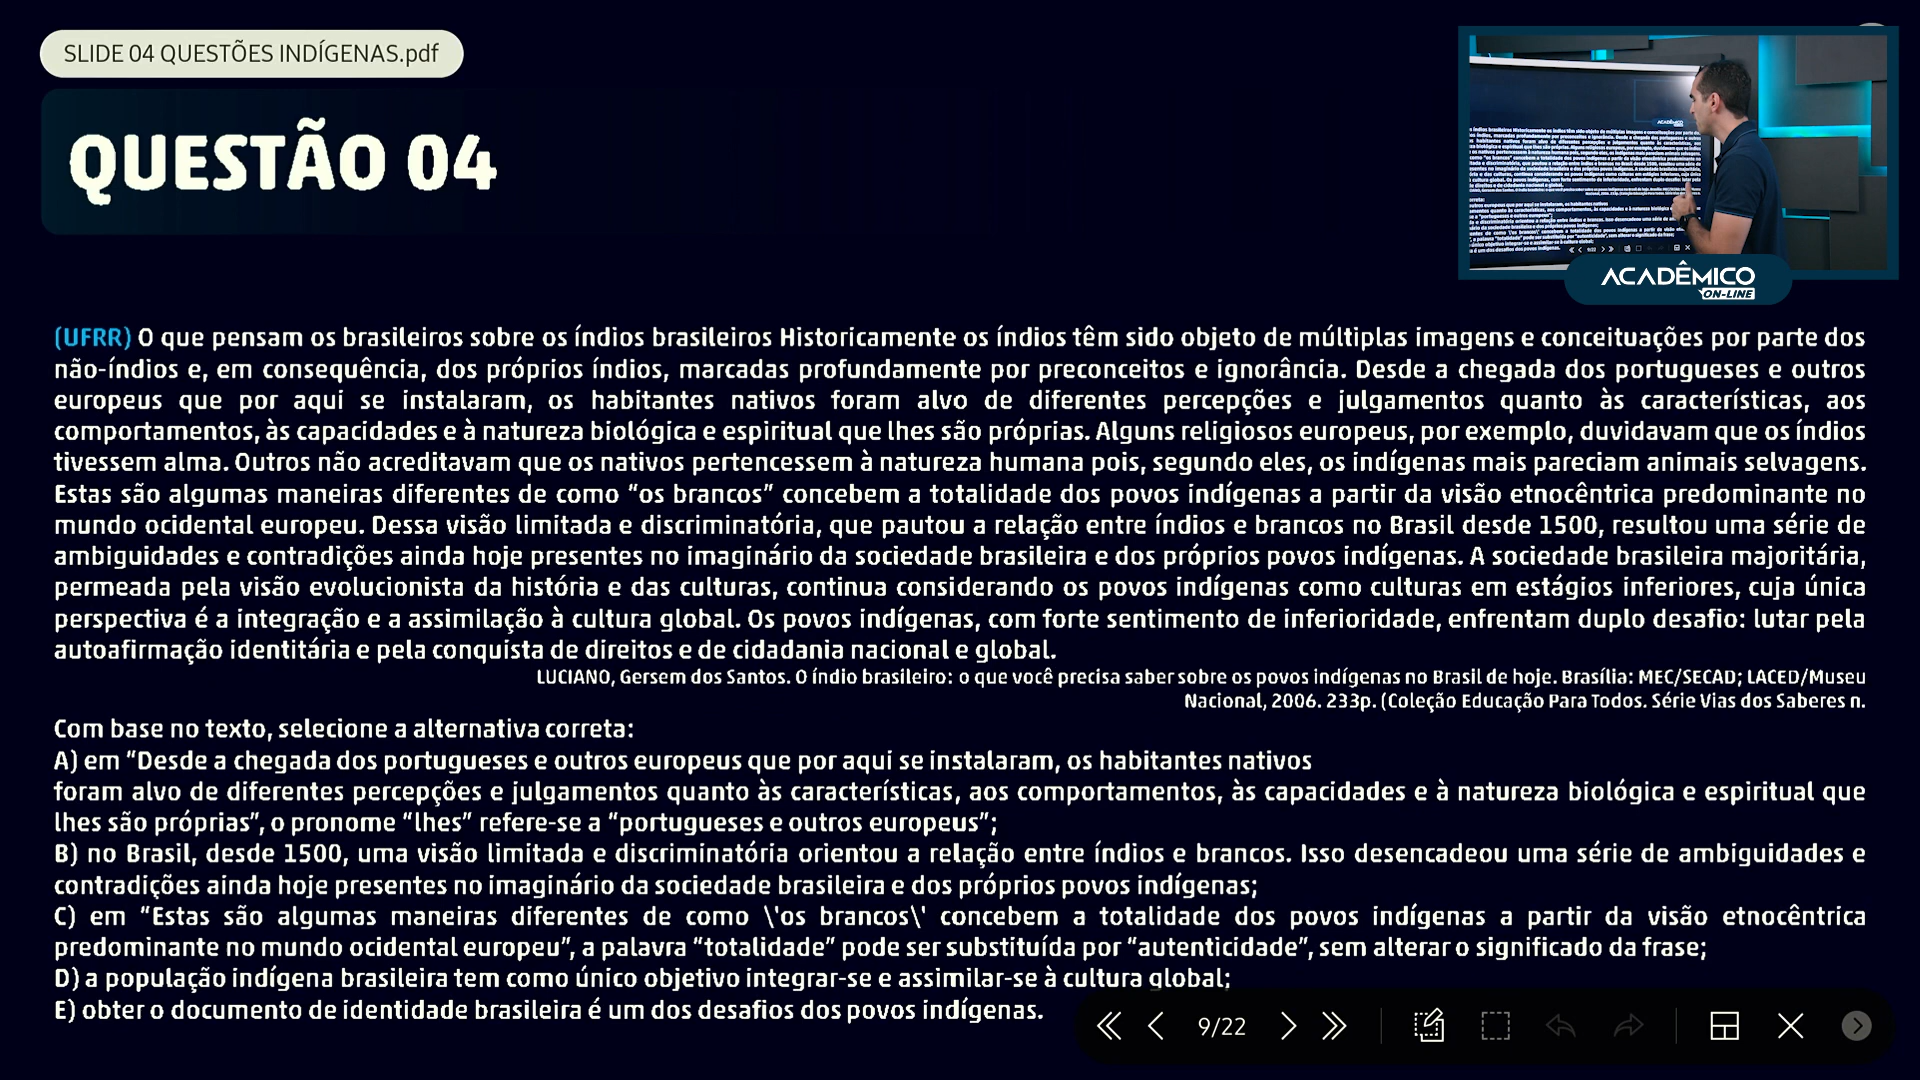 SLIDE 04 QUESTÕES INDÍGENAS.pdf
QUESTÃO 04
ACADÊMICO
ON-LINE
(UFRR) O que pensam os brasileiros sobre os índios brasileiros Historicamente os índios têm sido objeto de múltiplas imagens e conceituações por parte dos
não-índios e, em consequência, dos próprios índios, marcadas profundamente por preconceitos e ignorância. Desde a chegada dos portugueses e outros
europeus que por aqui se instalaram, os habitantes nativos foram alvo de diferentes percepções e julgamentos quanto às características, aos
comportamentos, às capacidades e à natureza biológica e espiritual que lhes são próprias. Alguns religiosos europeus, por exemplo, duvidavam que os índios
tivessem alma. Outros não acreditavam que os nativos pertencessem à natureza humana pois, segundo eles, os indígenas mais pareciam animais selvagens.
Estas são algumas maneiras diferentes de como “os brancos” concebem a totalidade dos povos indígenas a partir da visão etnocêntrica predominante no
mundo ocidental europeu. Dessa visão limitada e discriminatória, que pautou a relação entre índios e brancos no Brasil desde 1500, resultou uma série de
ambiguidades e contradições ainda hoje presentes no imaginário da sociedade brasileira e dos próprios povos indígenas. A sociedade brasileira majoritária,
permeada pela visão evolucionista da história e das culturas, continua considerando os povos indígenas como culturas em estágios inferiores, cuja única
perspectiva é a integração e a assimilação à cultura global. Os povos indígenas, com forte sentimento de inferioridade, enfrentam duplo desafio: lutar pela
autoafirmação identitária e pela conquista de direitos e de cidadania nacional e global.
LUCIANO, Gersem dos Santos. O índio brasileiro: o que você precisa saber sobre os povos indígenas no Brasil de hoje. Brasília: MEC/SECAD; LACED/Museu
Nacional, 2006. 233p. (Coleção Educação Para Todos. Série Vias dos Saberes n.
Com base no texto, selecione a alternativa correta:
A) em “Desde a chegada dos portugueses e outros europeus que por aqui se instalaram, os habitantes nativos
foram alvo de diferentes percepções e julgamentos quanto às características, aos comportamentos, às capacidades e à natureza biológica e espiritual que
lhes são próprias”, o pronome “lhes” refere-se a “portugueses e outros europeus”;
B) no Brasil, desde 1500, uma visão limitada e discriminatória orientou a relação entre índios e brancos. Isso desencadeou uma série de ambiguidades e
contradições ainda hoje presentes no imaginário da sociedade brasileira e dos próprios povos indígenas;
C) em “Estas são algumas maneiras diferentes de como \'os brancos\' concebem a totalidade dos povos indígenas a partir da visão etnocêntrica
predominante no mundo ocidental europeu”, a palavra “totalidade” pode ser substituída por “autenticidade”, sem alterar o significado da frase;
D) a população indígena brasileira tem como único objetivo integrar-se e assimilar-se à cultura global;
E) obter o documento de identidade brasileira é um dos desafios dos povos indígenas.
9/22